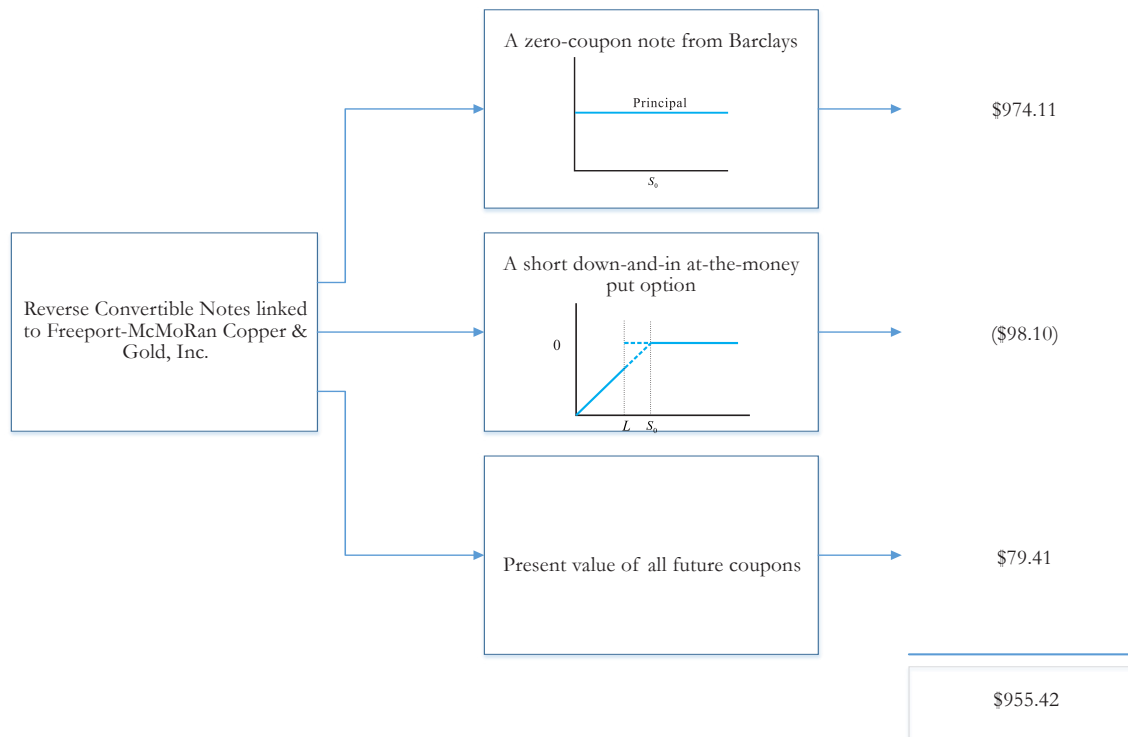 A zero-coupon note from Barclays
Principal
S₀
$974.11
Reverse Convertible Notes linked
to Freeport-McMoRan Copper &
Gold, Inc.
A short down-and-in at-the-money
put option
0
L S₀
($98.10)
Present value of all future coupons
$79.41
$955.42